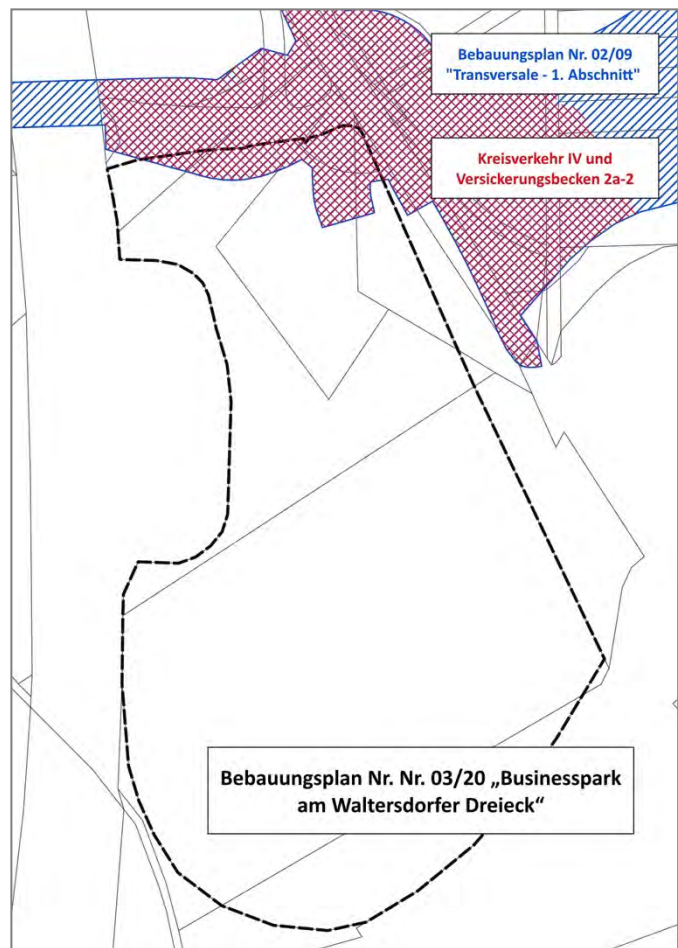 Bebauungsplan Nr. 02/09
"Transversale - 1. Abschnitt"
Kreisverkehr IV und
Versickerungsbecken 2a-2
Bebauungsplan Nr. Nr. 03/20 „Businesspark
am Waltersdorfer Dreieck“